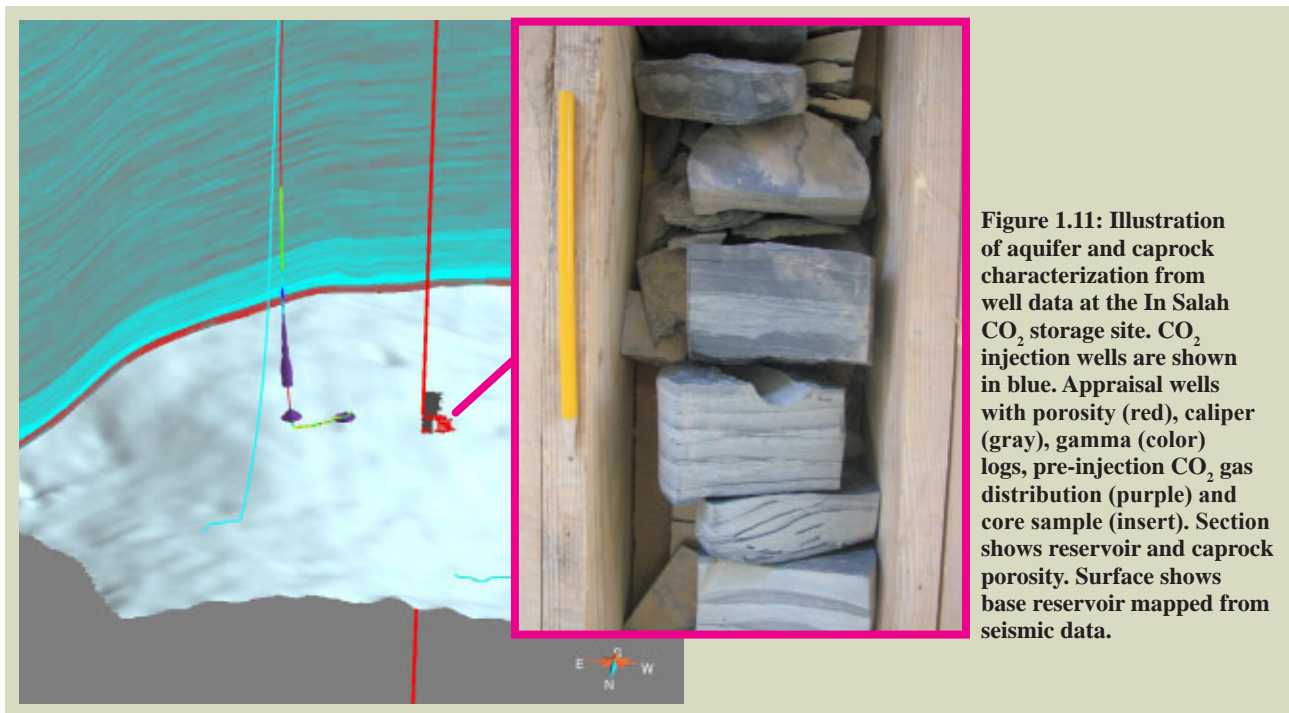 Figure 1.11: Illustration
of aquifer and caprock
characterization from
well data at the In Salah
CO₂ storage site. CO₂
injection wells are shown
in blue. Appraisal wells
with porosity (red), caliper
(gray), gamma (color)
logs, pre-injection CO₂ gas
distribution (purple) and
core sample (insert). Section
shows reservoir and caprock
porosity. Surface shows
base reservoir mapped from
seismic data.
S
E W
N